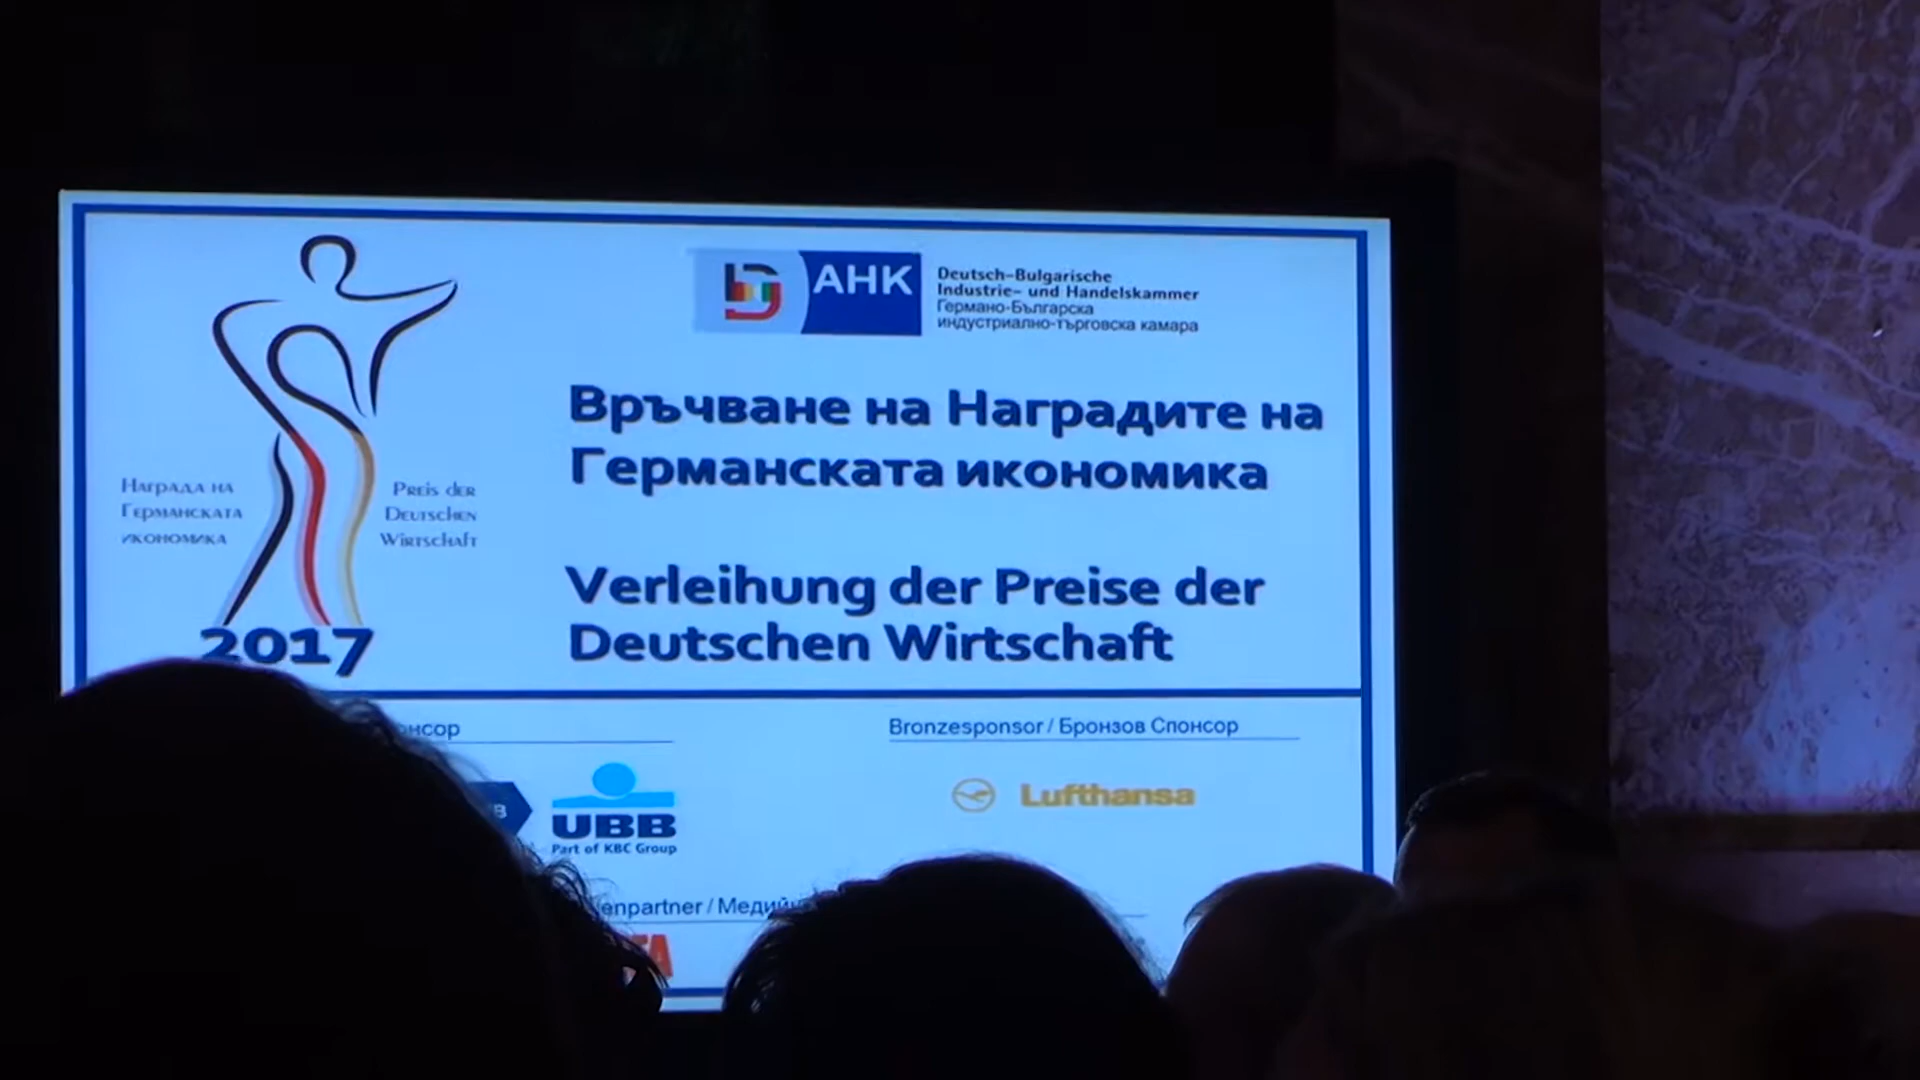 AHK
Deutsch-Bulgarische
Industrie- und Handelskammer
Германо-Българска
индустриално-търговска камара
Връчване на Наградите на
Германската икономика
Награда на
Германската
икономика
Preis der
Deutschen
Wirtschaft
2017
Verleihung der Preise der
Deutschen Wirtschaft
Bronzesponsor / Бронзов Спонсор
UBB
Part of KBC Group
Lufthansa